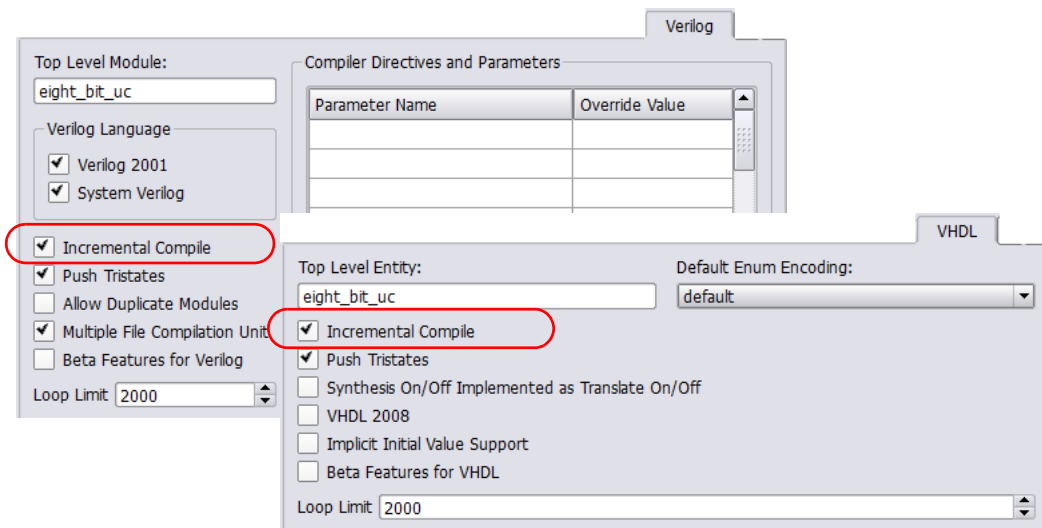 Verilog
Top Level Module:
eight_bit_uc
Verilog Language
Verilog 2001
System Verilog
Incremental Compile
Push Tristates
Allow Duplicate Modules
Multiple File Compilation Unit
Beta Features for Verilog
Loop Limit 2000
Compiler Directives and Parameters
Parameter Name Override Value
VHDL
Top Level Entity:
eight_bit_uc
Default Enum Encoding:
default
Incremental Compile
Push Tristates
Synthesis On/Off Implemented as Translate On/Off
VHDL 2008
Implicit Initial Value Support
Beta Features for VHDL
Loop Limit 2000